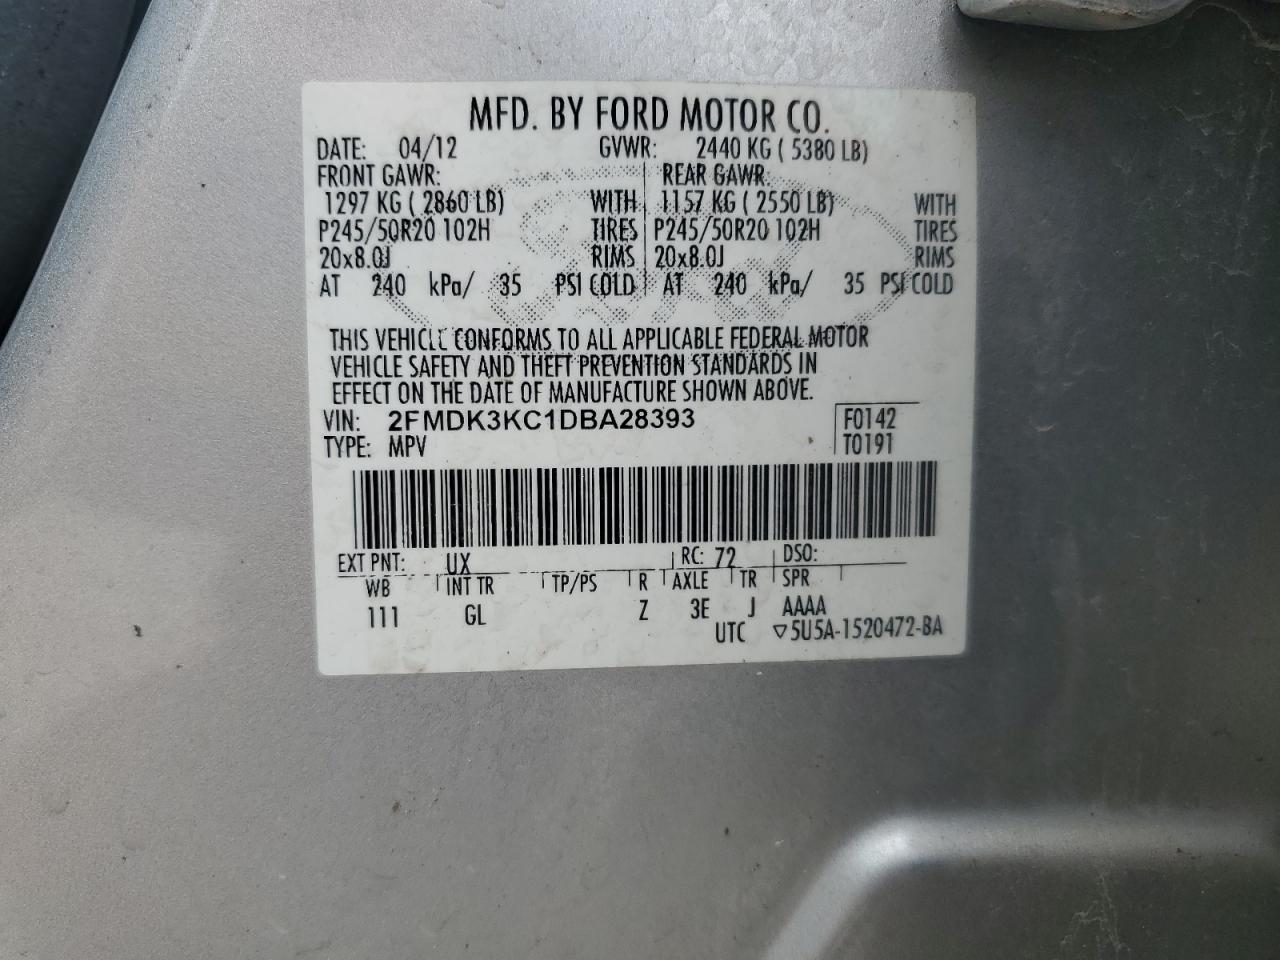 MFD. BY FORD MOTOR CO.
DATE: 04/12 GVWR: 2440 KG ( 5380 LB)
FRONT GAWR: REAR GAWR:
1297 KG ( 2860 LB) WITH 1157 KG ( 2550 LB) WITH
P245/50R20 102H TIRES P245/50R20 102H TIRES
20x8.0J RIMS 20x8.0J RIMS
AT 240 kPa/ 35 PSI COLD AT 240 kPa/ 35 PSI COLD
THIS VEHICLE CONFORMS TO ALL APPLICABLE FEDERAL MOTOR
VEHICLE SAFETY AND THEFT PREVENTION STANDARDS IN
EFFECT ON THE DATE OF MANUFACTURE SHOWN ABOVE.
VIN: 2FMDK3KC1DBA28393 F0142
TYPE: MPV T0191
EXT PNT: UX RC: 72 DSO:
WB INT TR TP/PS R AXLE TR SPR
111 GL Z 3E J AAAA
UTC ▽5U5A-1520472-BA